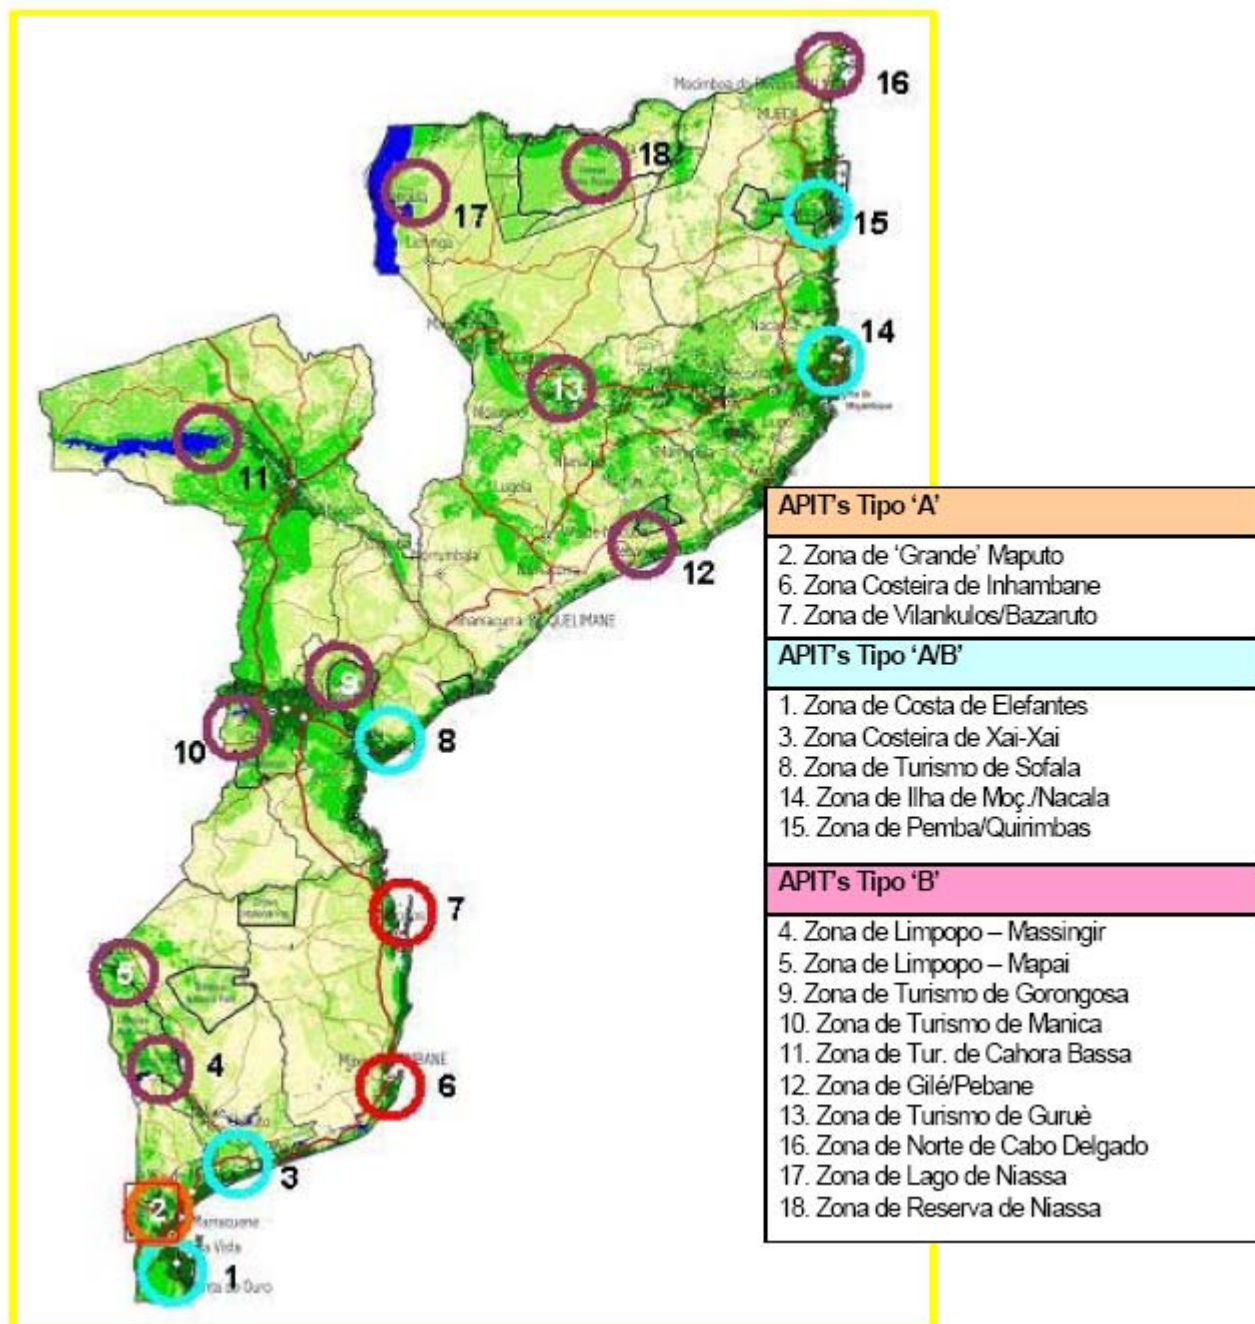 16
MUEDA
18
17
15
Lichinga
14
13
11
Lugela
12
Morrumbala
QUELIMANE
9
10
8
7
5
4
6
3
2
Marracuene
1
APIT's Tipo 'A'
2. Zona de 'Grande' Maputo
6. Zona Costeira de Inhambane
7. Zona de Vilankulos/Bazaruto
APIT's Tipo 'A/B'
1. Zona de Costa de Elefantes
3. Zona Costeira de Xai-Xai
8. Zona de Turismo de Sofala
14. Zona de Ilha de Moç./Nacala
15. Zona de Pemba/Quirimbas
APIT's Tipo 'B'
4. Zona de Limpopo – Massingir
5. Zona de Limpopo – Mapai
9. Zona de Turismo de Gorongosa
10. Zona de Turismo de Manica
11. Zona de Tur. de Cahora Bassa
12. Zona de Gilé/Pebane
13. Zona de Turismo de Guruè
16. Zona de Norte de Cabo Delgado
17. Zona de Lago de Niassa
18. Zona de Reserva de Niassa